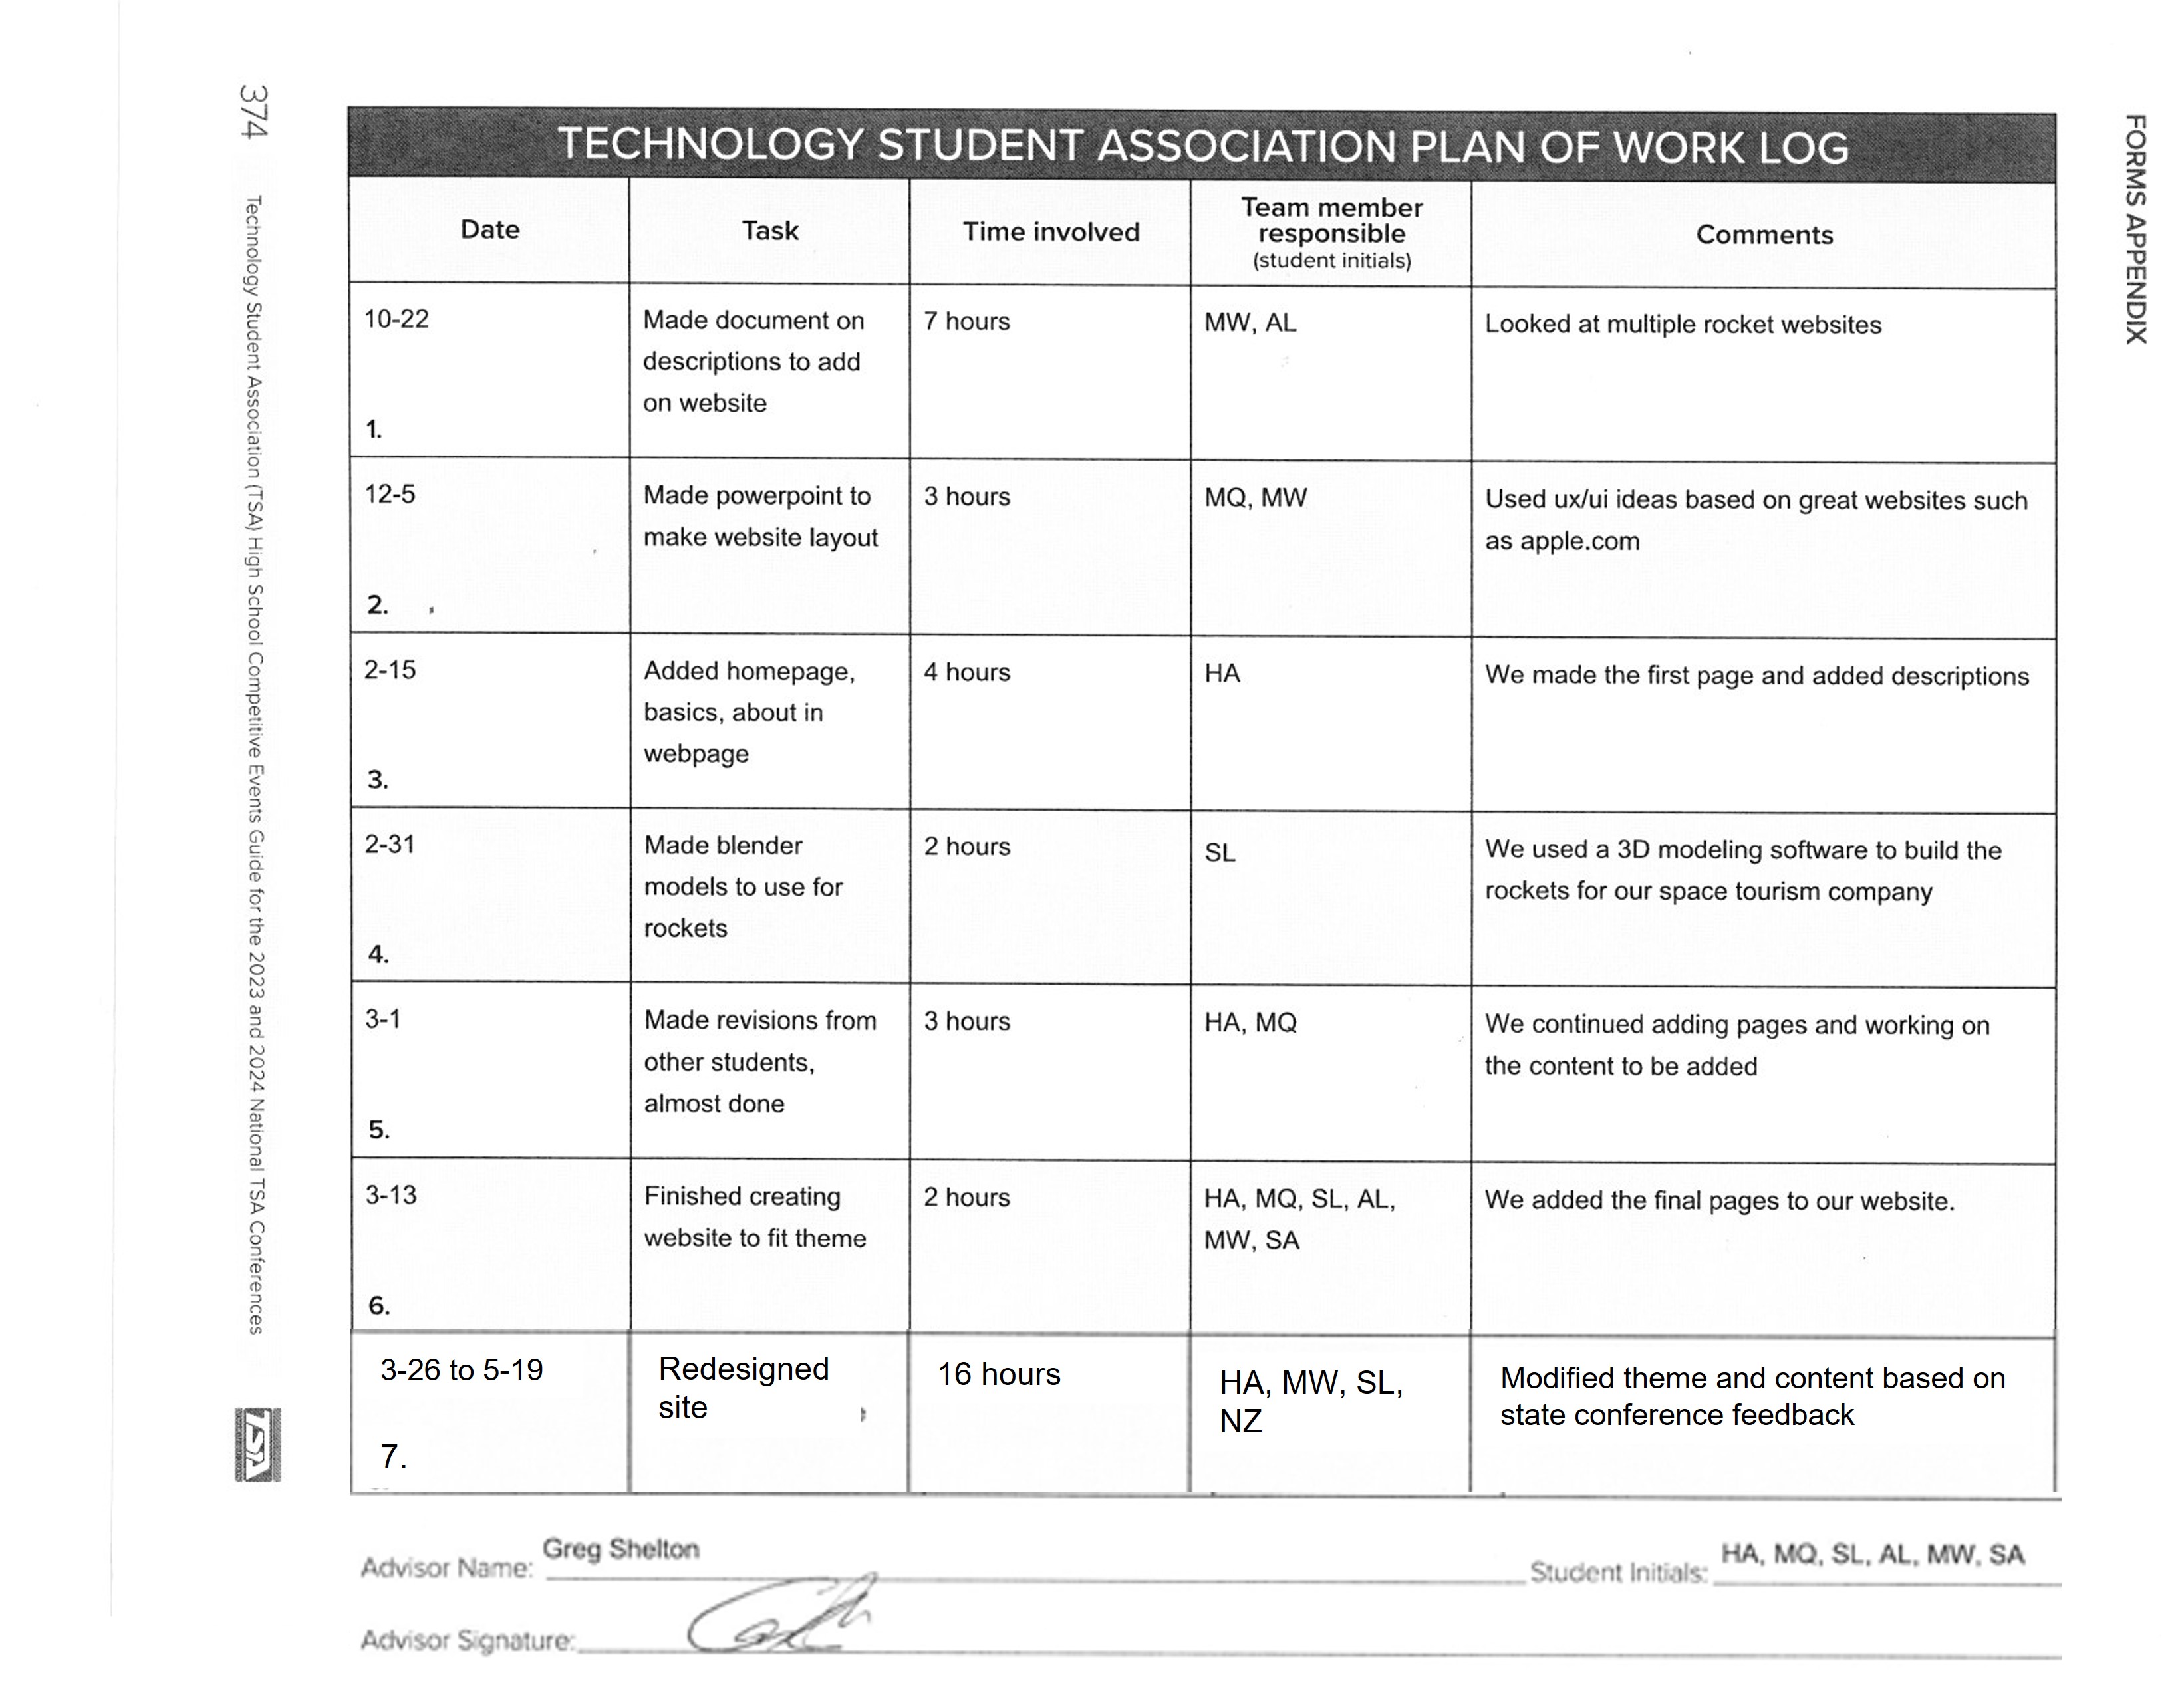 TECHNOLOGY STUDENT ASSOCIATION PLAN OF WORK LOG
Date
Task
Time involved
Team member
responsible
(student initials)
Comments
10-22
1.
Made document on
descriptions to add
on website
7 hours
MW, AL
Looked at multiple rocket websites
12-5
2.
Made powerpoint to
make website layout
3 hours
MQ, MW
Used ux/ui ideas based on great websites such
as apple.com
2-15
3.
Added homepage,
basics, about in
webpage
4 hours
HA
We made the first page and added descriptions
2-31
4.
Made blender
models to use for
rockets
2 hours
SL
We used a 3D modeling software to build the
rockets for our space tourism company
3-1
5.
Made revisions from
other students,
almost done
3 hours
HA, MQ
We continued adding pages and working on
the content to be added
3-13
6.
Finished creating
website to fit theme
2 hours
HA, MQ, SL, AL,
MW, SA
We added the final pages to our website.
3-26 to 5-19
7.
Redesigned
site
16 hours
HA, MW, SL,
NZ
Modified theme and content based on
state conference feedback
Advisor Name: Greg Shelton
Student Initials: HA, MQ, SL, AL, MW, SA
Advisor Signature:
374
Technology Student Association (TSA) High School Competitive Events Guide for the 2023 and 2024 National TSA Conferences
TSA
FORMS APPENDIX